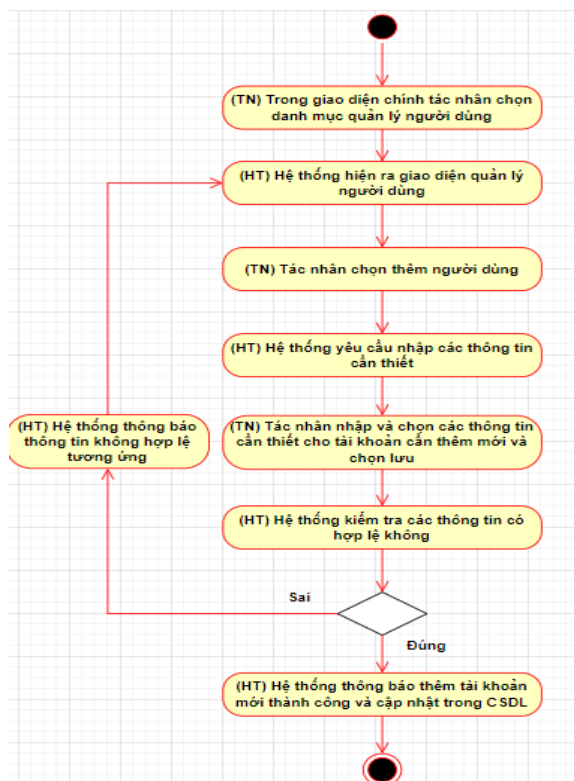 (TN) Trong giao diện chính tác nhân chọn
danh mục quản lý người dùng
(HT) Hệ thống hiện ra giao diện quản lý
người dùng
(TN) Tác nhân chọn thêm người dùng
(HT) Hệ thống yêu cầu nhập các thông tin
cần thiết
(HT) Hệ thống thông báo
thông tin không hợp lệ
tương ứng
(TN) Tác nhân nhập và chọn các thông tin
cần thiết cho tài khoản cần thêm mới và
chọn lưu
(HT) Hệ thống kiểm tra các thông tin có
hợp lệ không
Sai
Đúng
(HT) Hệ thống thông báo thêm tài khoản
mới thành công và cập nhật trong CSDL